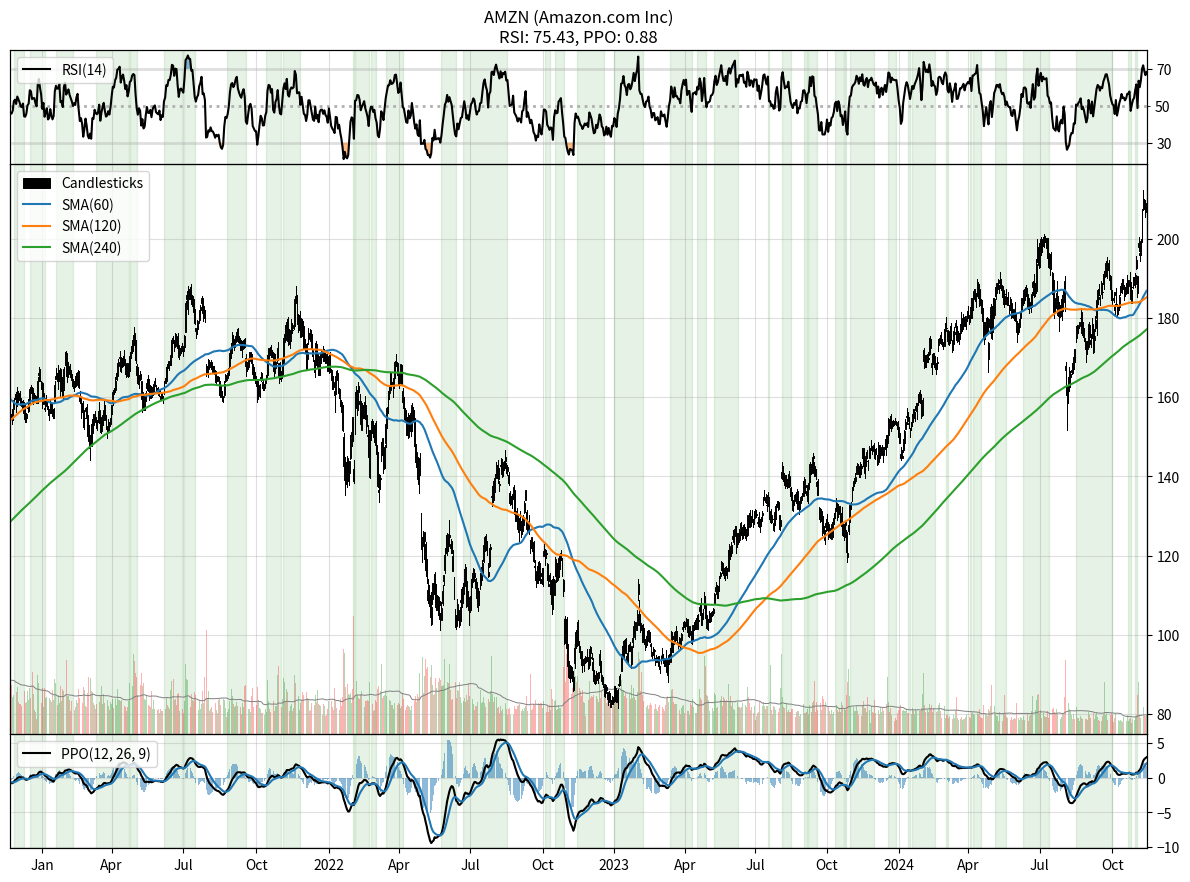 AMZN (Amazon.com Inc)
RSI: 75.43, PPO: 0.88
RSI(14)
70
50
30
Candlesticks
SMA(60)
SMA(120)
SMA(240)
200
180
160
140
120
100
80
PPO(12, 26, 9)
5
0
−5
−10
Jan Apr Jul Oct 2022 Apr Jul Oct 2023 Apr Jul Oct 2024 Apr Jul Oct